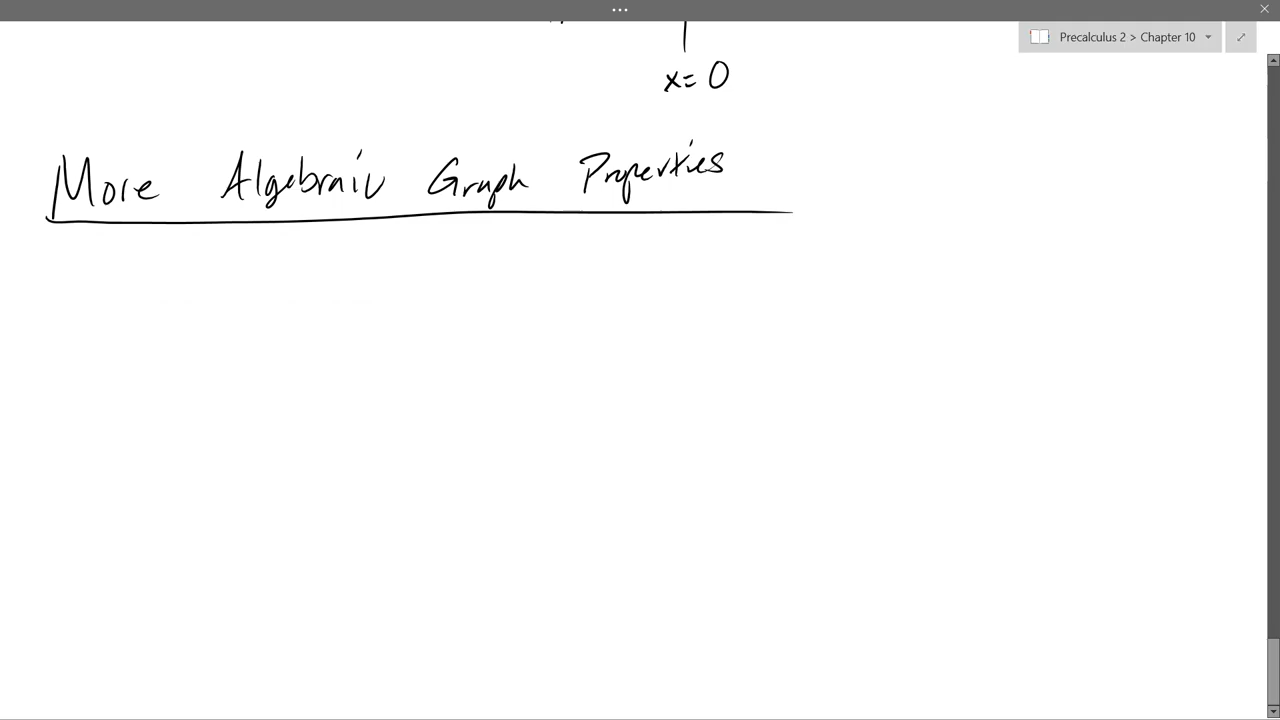 Precalculus 2 > Chapter 10
x = 0
More Algebraic Graph Properties